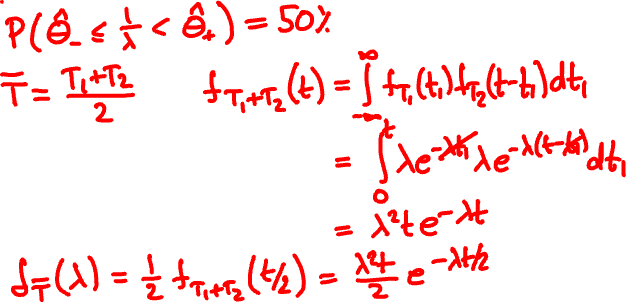 P(θ̂₋ ≤ 1/λ < θ̂₊) = 50%
T̅ = (T₁+T₂)/2    f_{T₁+T₂}(t) = ∫_{-∞}^{∞} f_{T₁}(t₁) f_{T₂}(t-t₁) dt₁
= ∫_0^t λe^{-λt₁} λe^{-λ(t-t₁)} dt₁
= λ²t e^{-λt}
f_{T̅}(λ) = 1/2 f_{T₁+T₂}(t/2) = λ²t/2 e^{-λt/2}